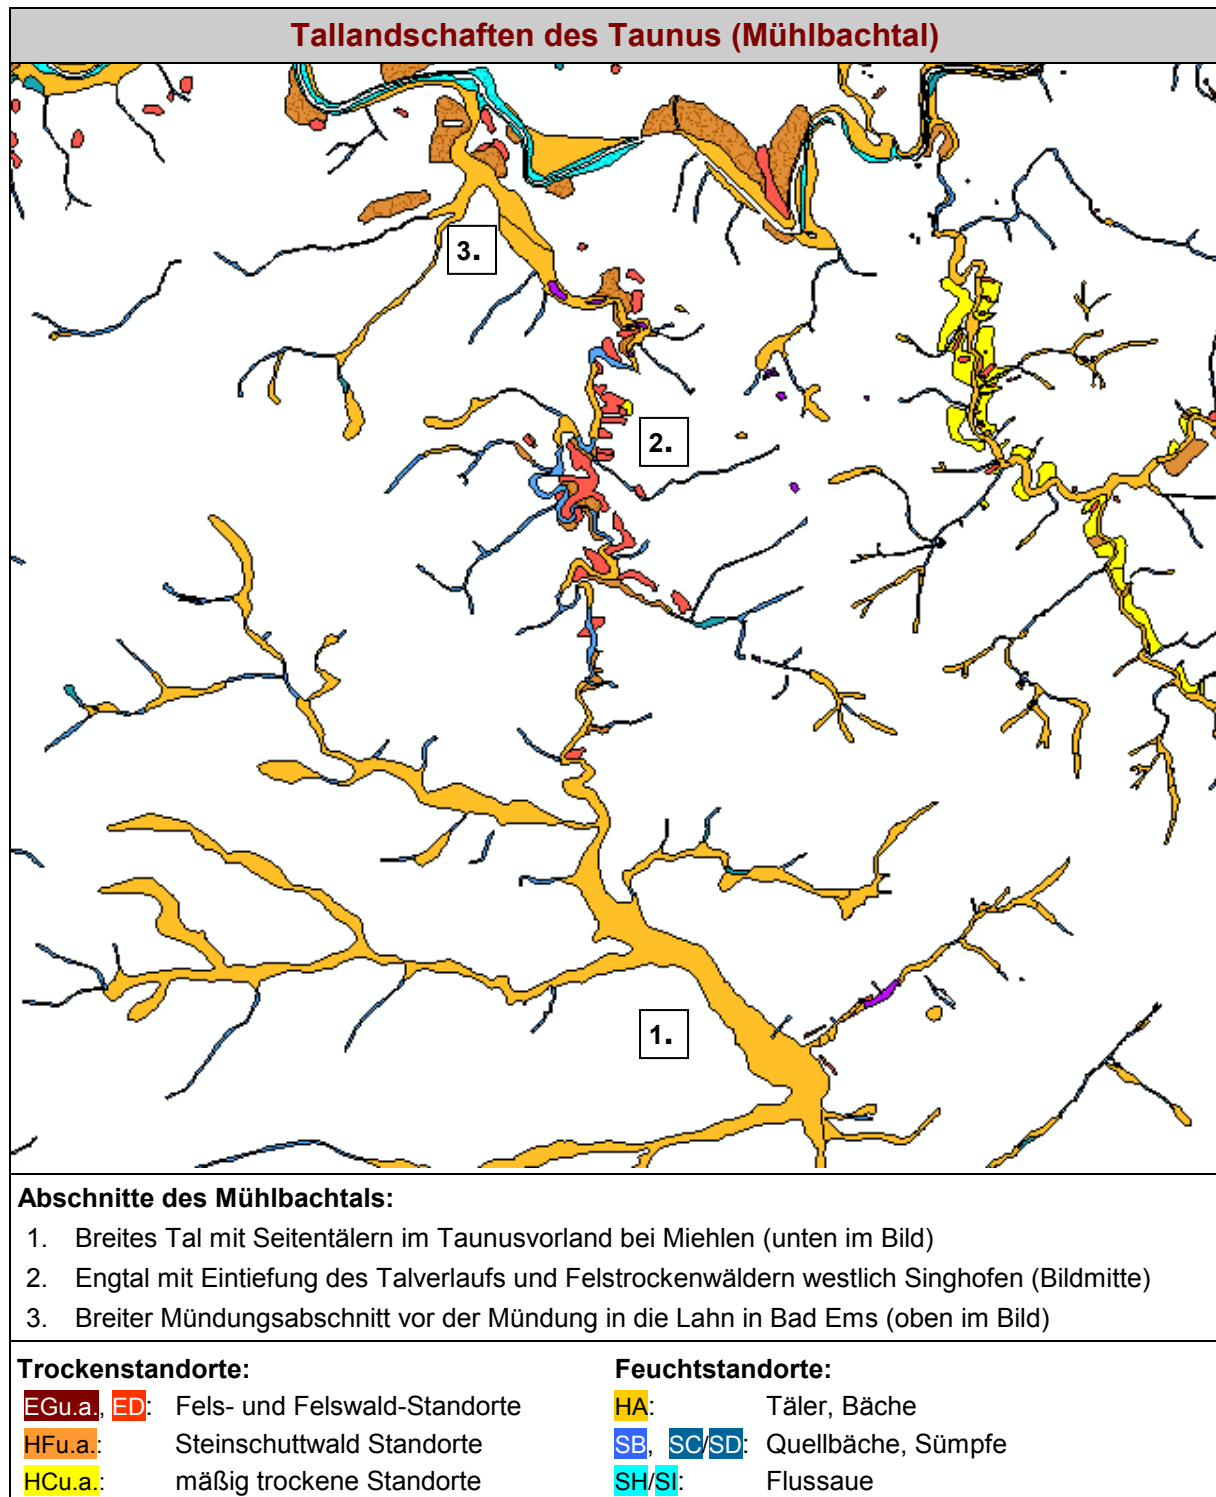 Tallandschaften des Taunus (Mühlbachtal)
3.
2.
1.
Abschnitte des Mühlbachtals:
1. Breites Tal mit Seitentälern im Taunusvorland bei Miehlen (unten im Bild)
2. Engtal mit Eintiefung des Talverlaufs und Felstrockenwäldern westlich Singhofen (Bildmitte)
3. Breiter Mündungsabschnitt vor der Mündung in die Lahn in Bad Ems (oben im Bild)
Trockenstandorte:
EGu.a., ED: Fels- und Felswald-Standorte
HFu.a.: Steinschuttwald Standorte
HCu.a.: mäßig trockene Standorte
Feuchtstandorte:
HA: Täler, Bäche
SB, SC/SD: Quellbäche, Sümpfe
SH/SI: Flussaue